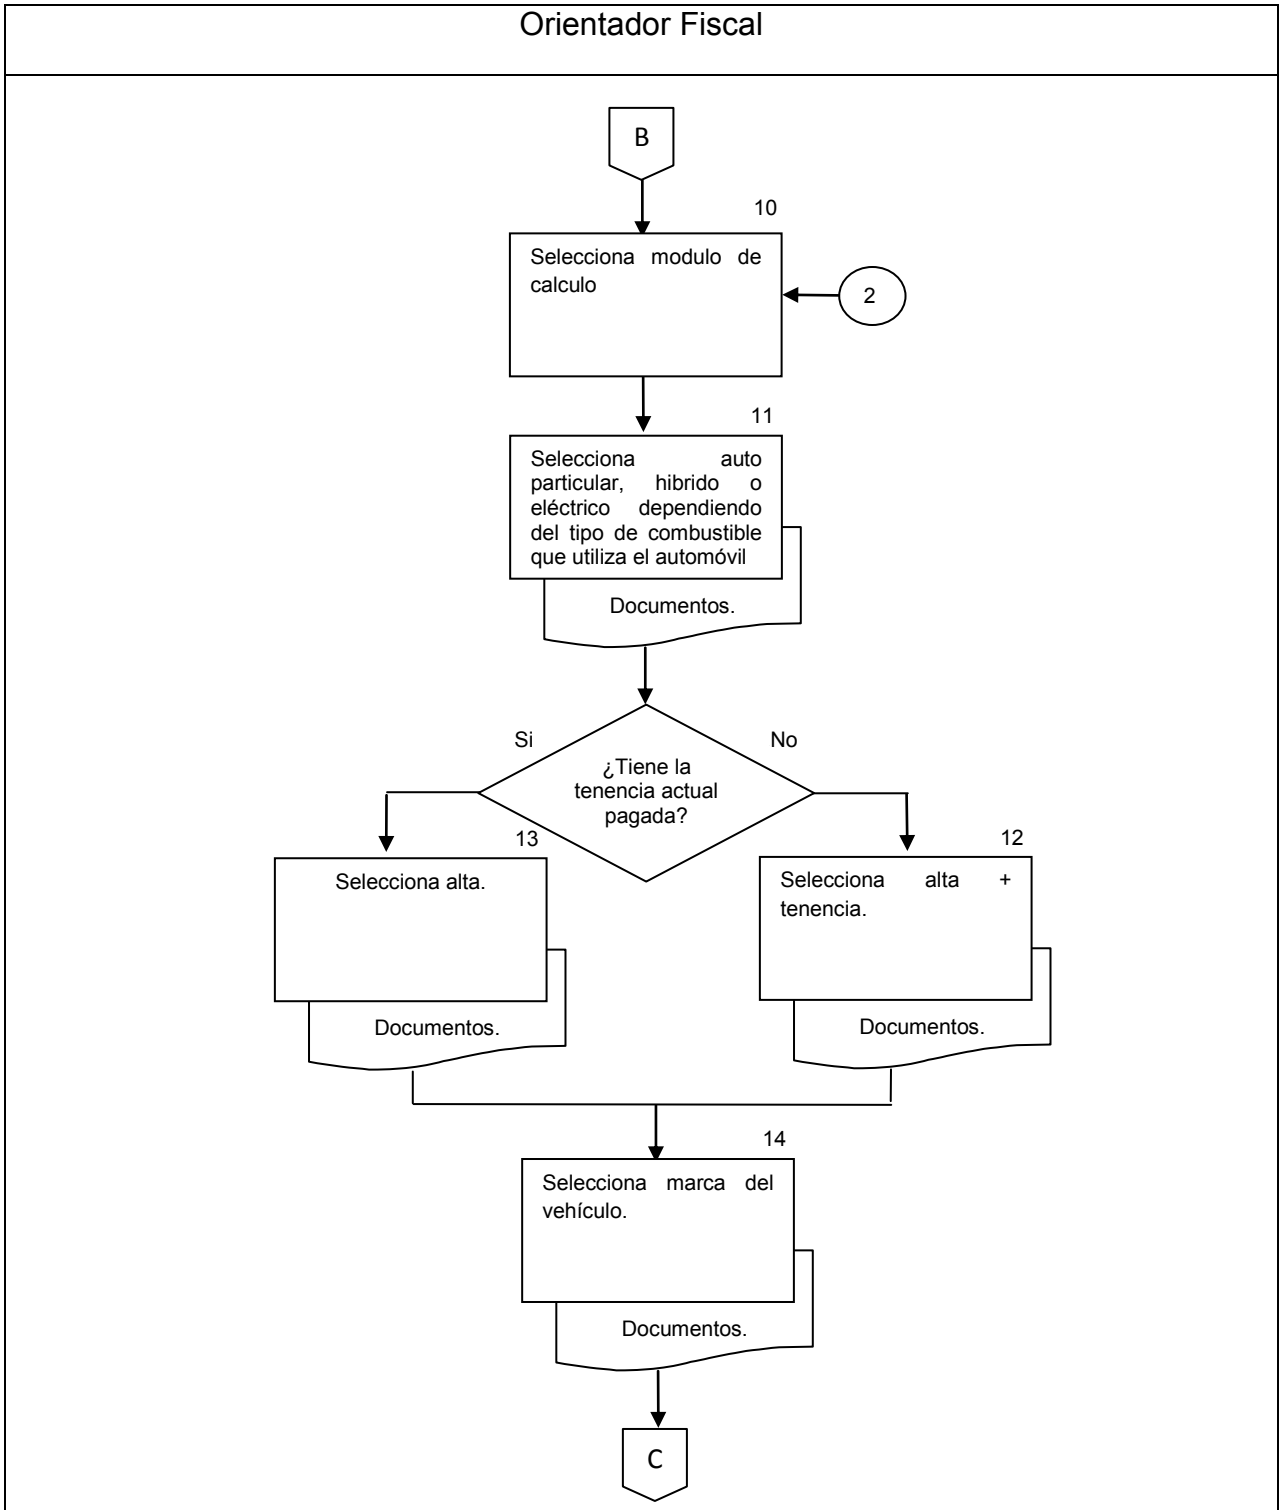 Orientador Fiscal
B
10
Selecciona modulo de
calculo
2
11
Selecciona auto
particular, hibrido o
eléctrico dependiendo
del tipo de combustible
que utiliza el automóvil
Documentos.
Si
No
¿Tiene la
tenencia actual
pagada?
13
Selecciona alta.
Documentos.
12
Selecciona alta +
tenencia.
Documentos.
14
Selecciona marca del
vehículo.
Documentos.
C